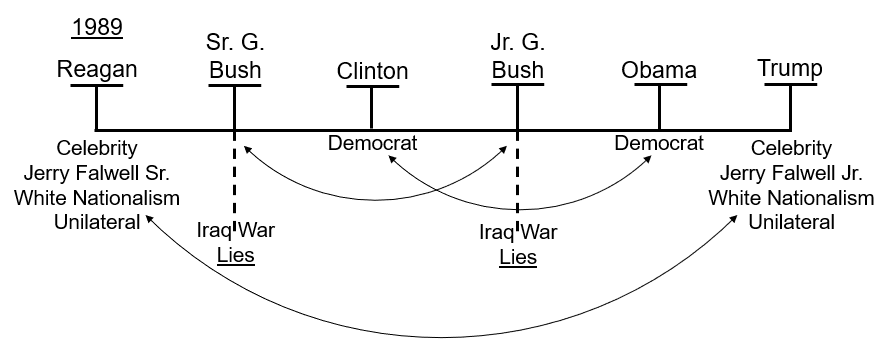 1989
Reagan
Sr. G.
Bush
Clinton
Jr. G.
Bush
Obama
Trump
Celebrity
Jerry Falwell Sr.
White Nationalism
Unilateral
Iraq War
Lies
Democrat
Iraq War
Lies
Democrat
Celebrity
Jerry Falwell Jr.
White Nationalism
Unilateral